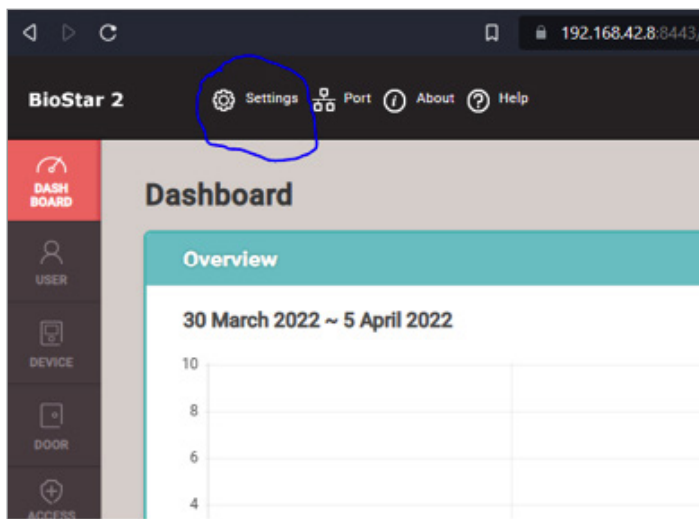 192.168.42.8:8443/
BioStar 2
Settings
Port
About
Help
DASH
BOARD
USER
DEVICE
DOOR
ACCESS
Dashboard
Overview
30 March 2022 ~ 5 April 2022
10
8
6
4